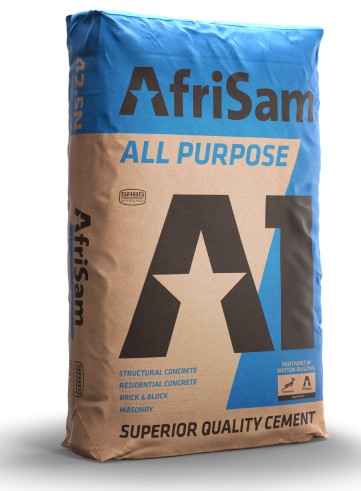 AfriSam
ALL PURPOSE
SABS
APPROVED
A1
STRUCTURAL CONCRETE
RESIDENTIAL CONCRETE
BRICK & BLOCK
MASONRY
PARTNERS IN
NATION BUILDING
SUPERIOR QUALITY CEMENT
42.5N
AfriSam